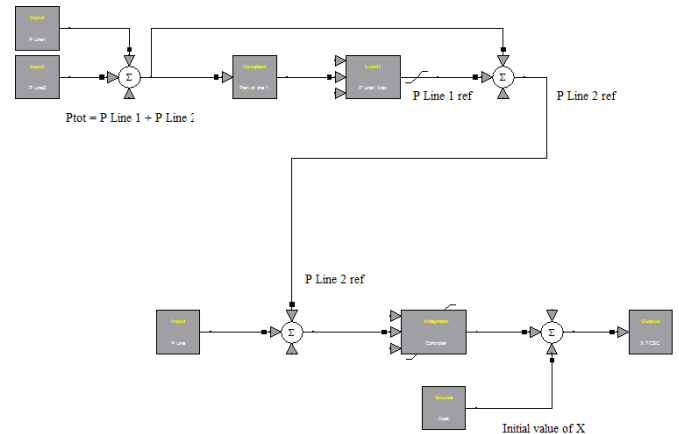 Input
P Line1
Input
P Line2
Σ
Constant
Part of line 1
Limit1
P Line1 Max
Σ
P Line 1 ref
P Line 2 ref
Ptot = P Line 1 + P Line 2
P Line 2 ref
Input
P Line
Σ
Integrator
Controller
Σ
Output
X TCSC
Source
Xset
Initial value of X